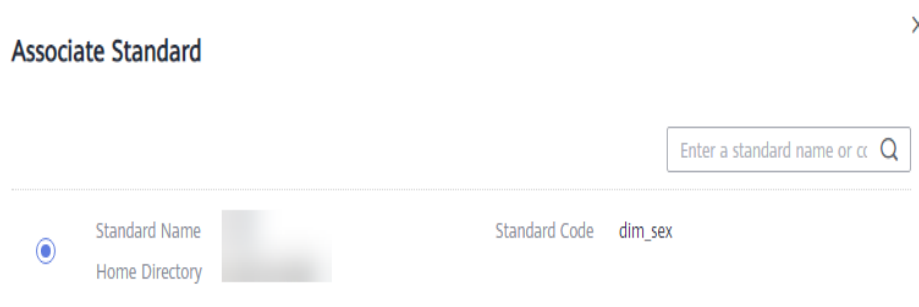 Associate Standard
Enter a standard name or cc
Standard Name
Standard Code dim_sex
Home Directory